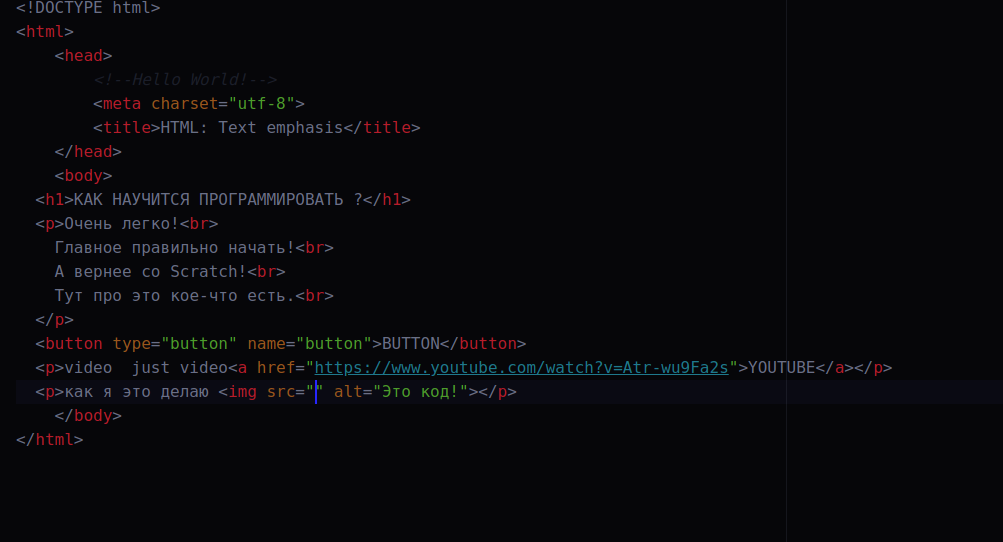 <!DOCTYPE html>
<html>
    <head>
        <!--Hello World!-->
        <meta charset="utf-8">
        <title>HTML: Text emphasis</title>
    </head>
    <body>
  <h1>КАК НАУЧИТСЯ ПРОГРАММИРОВАТЬ ?</h1>
  <p>Очень легко!<br>
    Главное правильно начать!<br>
    А вернее со Scratch!<br>
    Тут про это кое-что есть.<br>
  </p>
  <button type="button" name="button">BUTTON</button>
  <p>video  just video<a href="https://www.youtube.com/watch?v=Atr-wu9Fa2s">YOUTUBE</a></p>
  <p>как я это делаю <img src="" alt="Это код!"></p>
    </body>
</html>